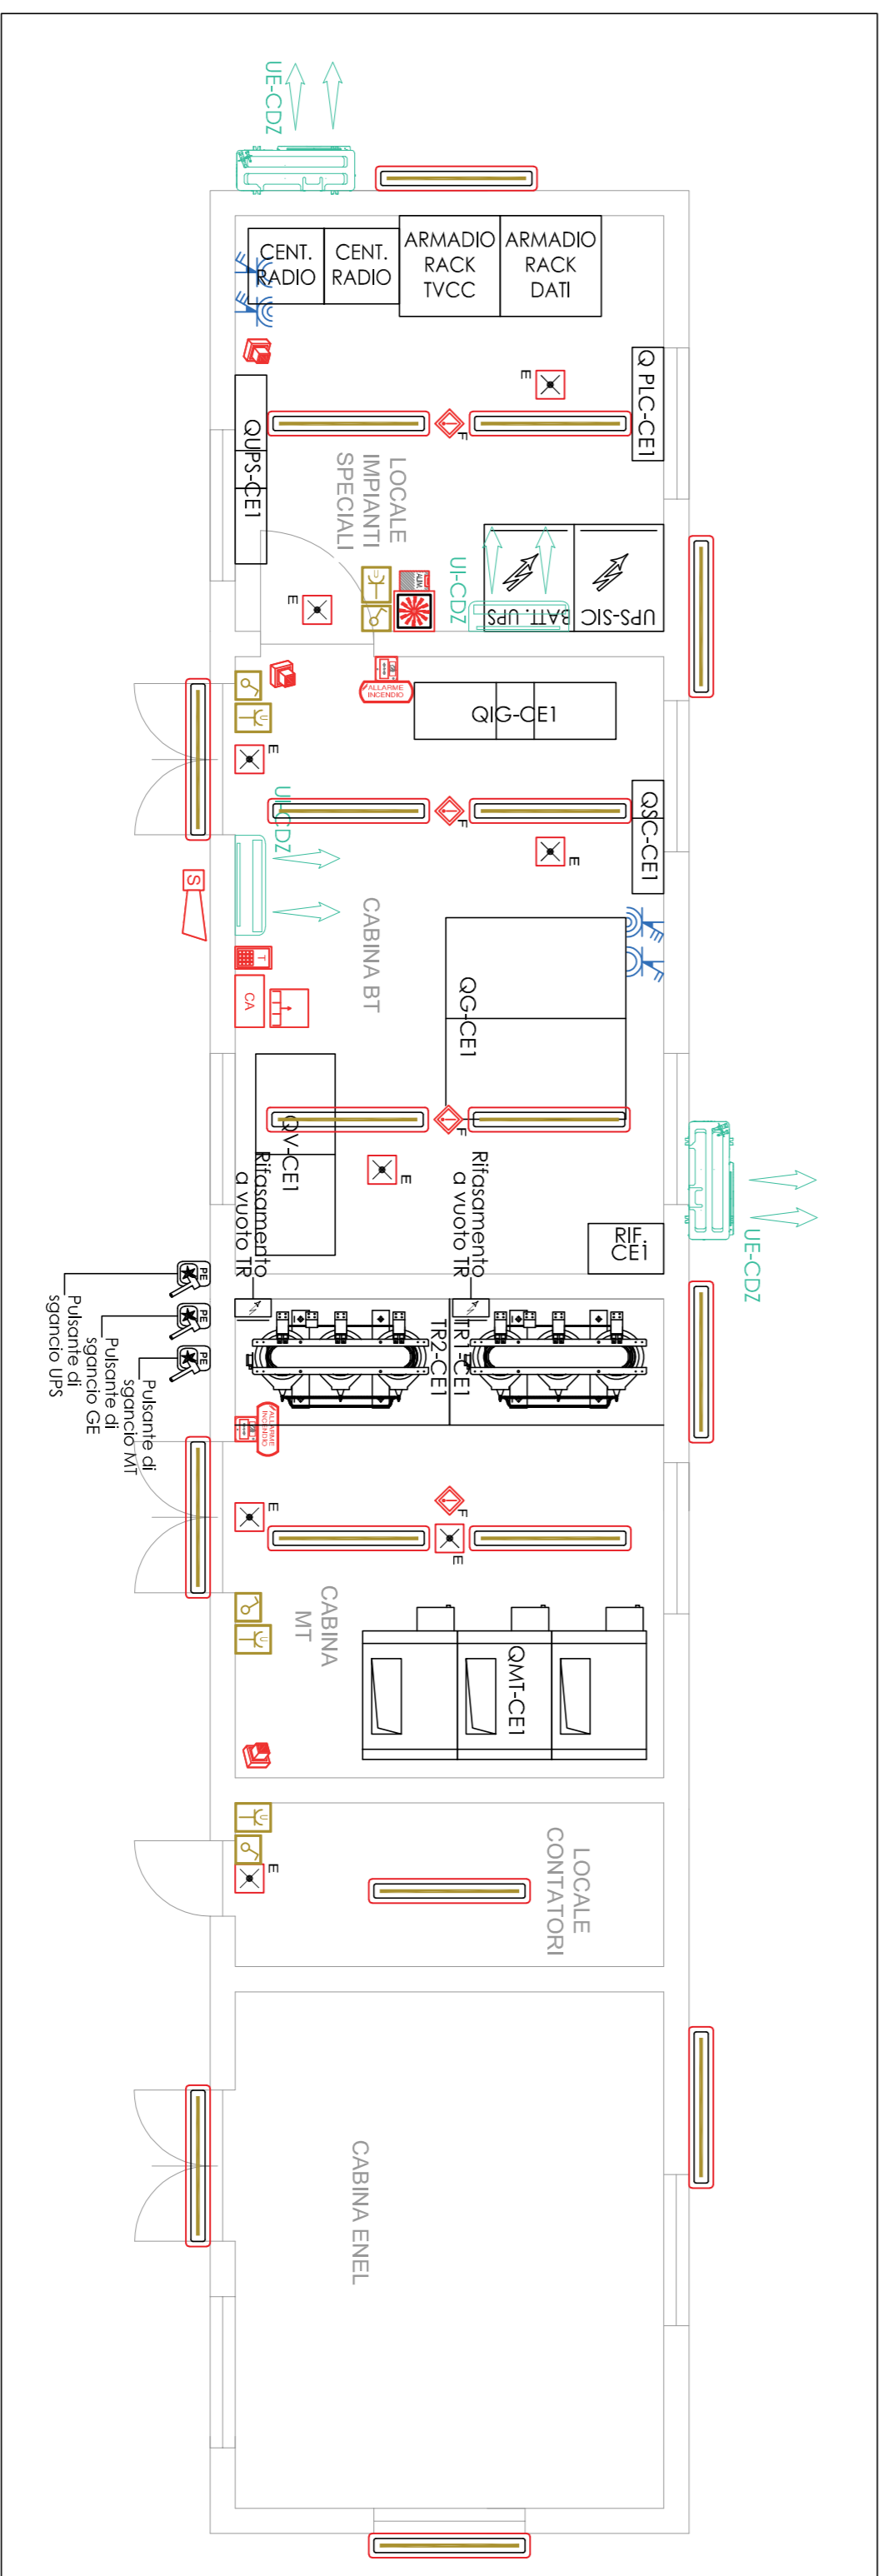 UE-CDZ
CENT.
RADIO
CENT.
RADIO
ARMADIO
RACK
TVCC
ARMADIO
RACK
DATI
Q PLC-CE1
E
F
QUPS-CE1
LOCALE
IMPIANTI
SPECIALI
UI-CDZ
BATT. UPS
UPS-SIC
E
ALIM.
ALLARME
INCENDIO
QIG-CE1
E
F
UI-CDZ
QSC-CE1
E
S
CABINA BT
T
CA
QG-CE1
F
QV-CE1
E
Rifasamento
a vuoto TR
Rifasamento
a vuoto TR
RIF.
CE1
UE-CDZ
PE
PE
PE
Pulsante di
sgancio UPS
Pulsante di
sgancio GE
Pulsante di
sgancio MT
TR2-CE1
TR1-CE1
ALLARME
INCENDIO
E
F
E
CABINA
MT
QMT-CE1
E
LOCALE
CONTATORI
CABINA ENEL